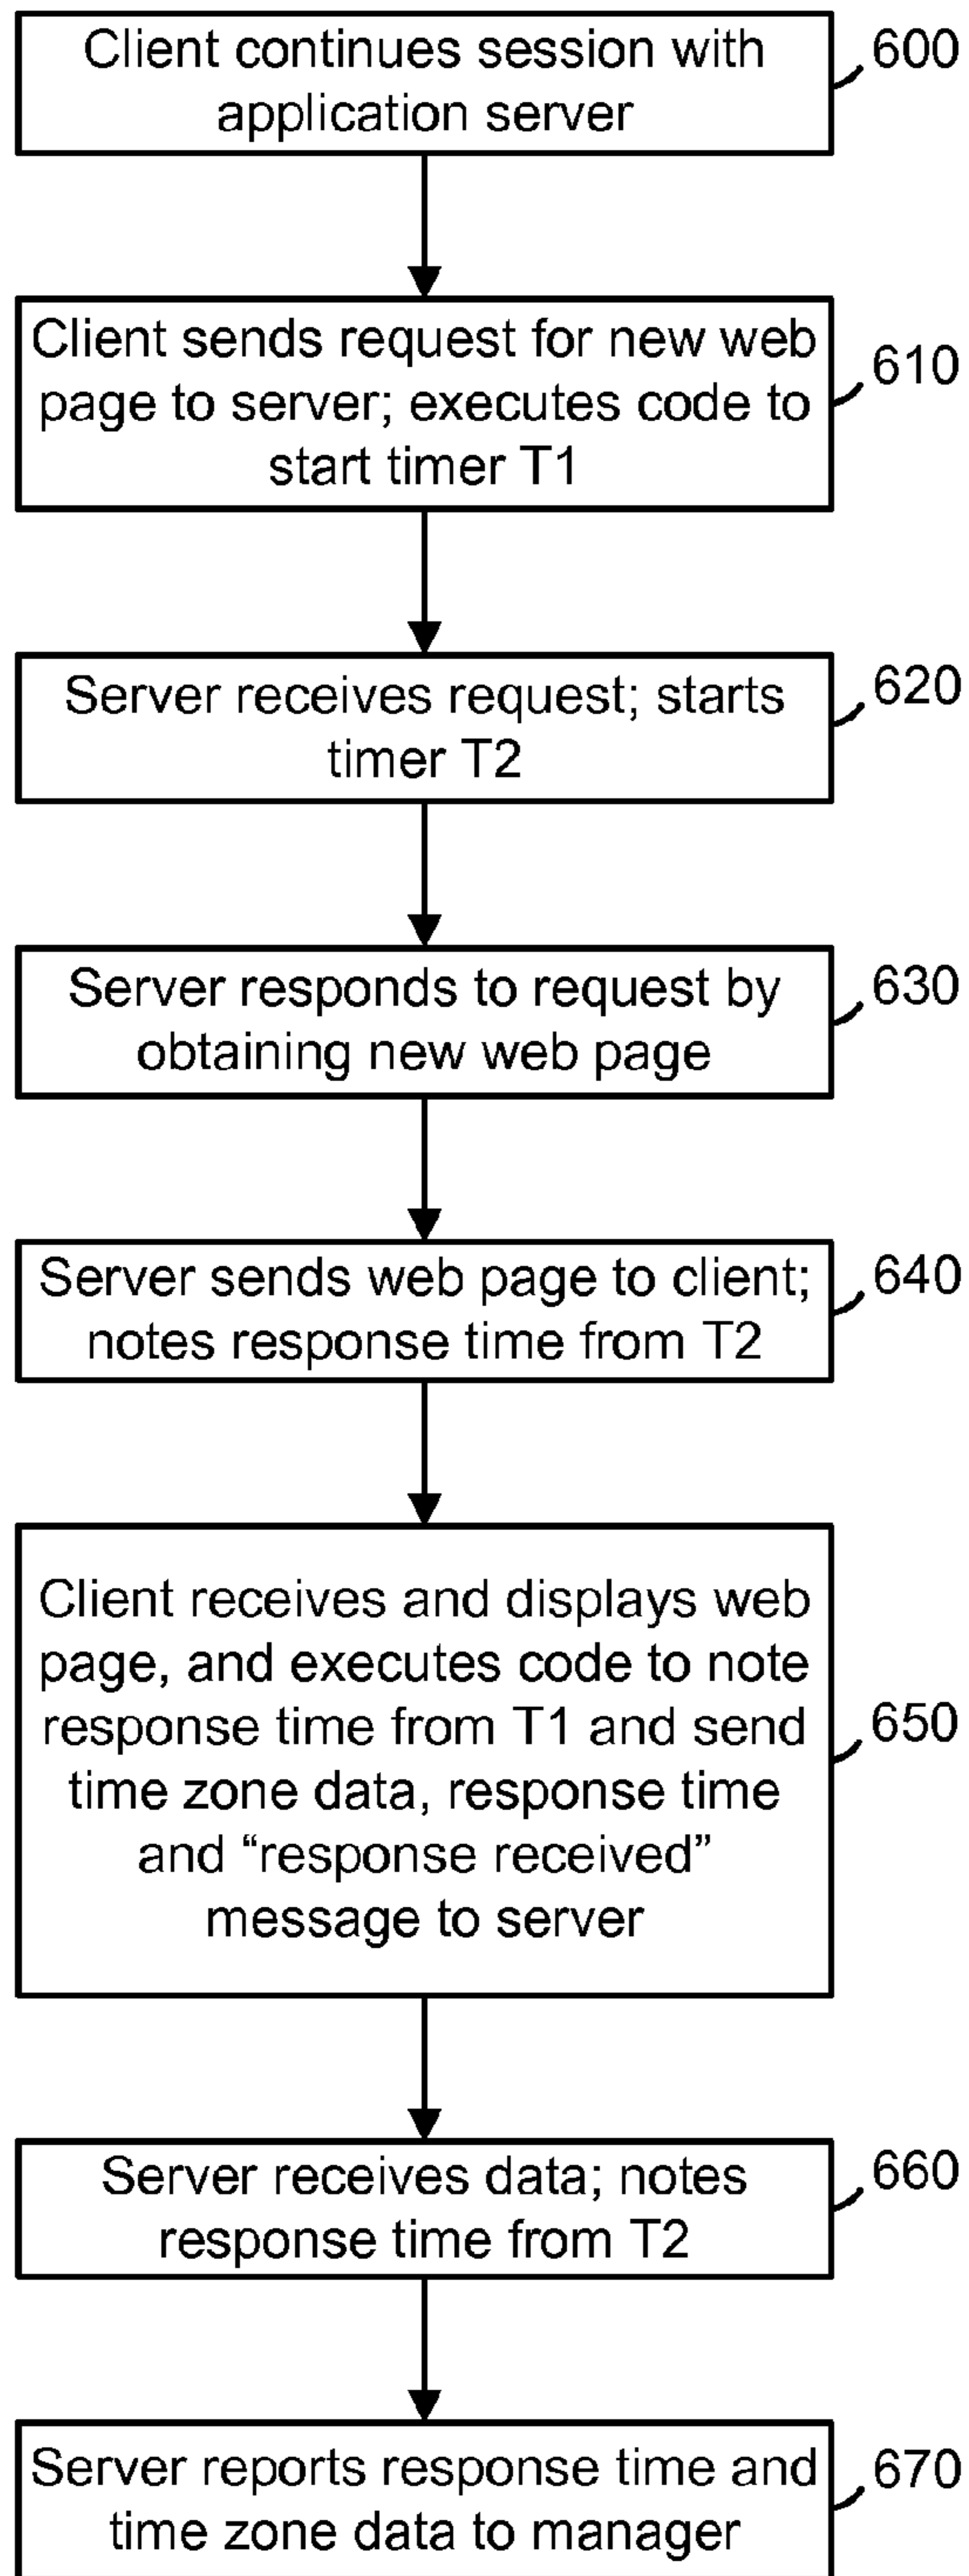 Client continues session with
application server
600
Client sends request for new web
page to server; executes code to
start timer T1
610
Server receives request; starts
timer T2
620
Server responds to request by
obtaining new web page
630
Server sends web page to client;
notes response time from T2
640
Client receives and displays web
page, and executes code to note
response time from T1 and send
time zone data, response time
and “response received”
message to server
650
Server receives data; notes
response time from T2
660
Server reports response time and
time zone data to manager
670